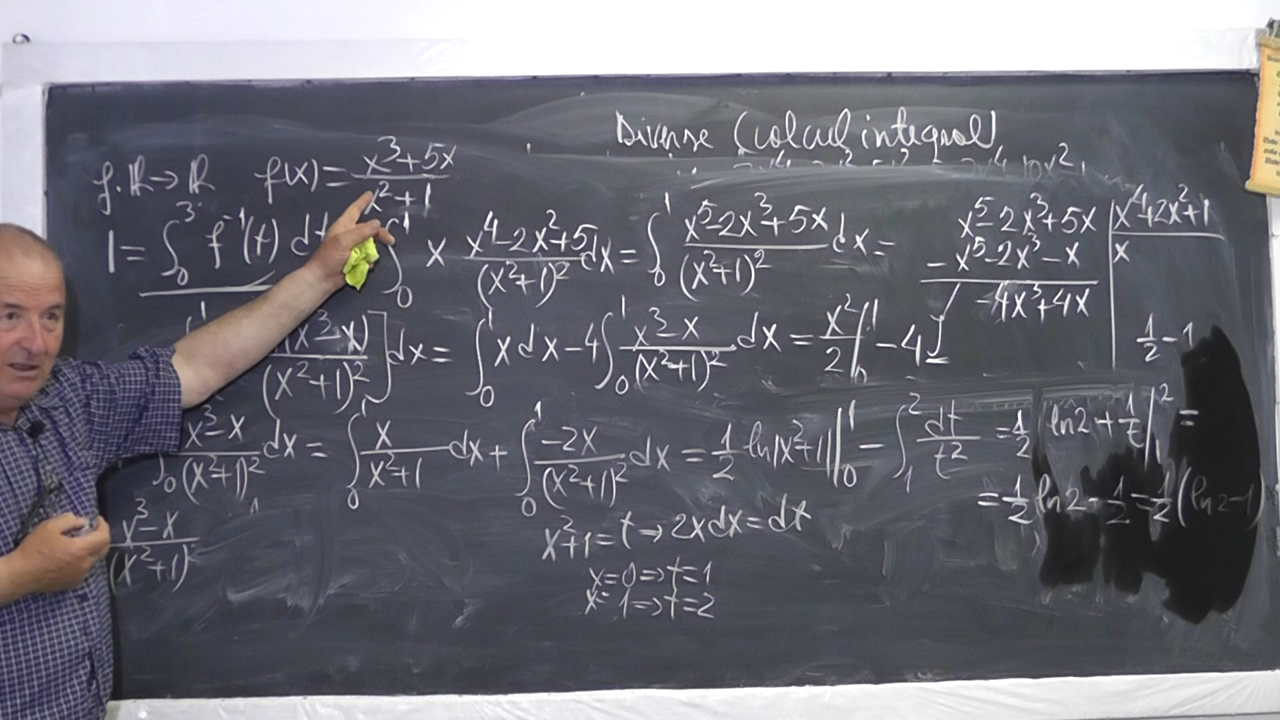 Diverse (calcul integral)
f: ℝ → ℝ f(x) = (x³+5x)/(x²+1)
I = ∫₀³ f⁻¹(t) dt ∫₀¹ x (x⁴-2x²+5)/(x²+1)² dx = ∫₀¹ (x⁵-2x³+5x)/(x²+1)² dx =
x⁵-2x³+5x | x⁴+2x²+1
-x⁵-2x³-x | x
/ -4x³+4x
(x³-x)/(x²+1)² ] dx = ∫₀¹ x dx - 4 ∫₀¹ (x³-x)/(x²+1)² dx = x²/2 |₀¹ - 4J
1/2 - 1
∫₀ (x³-x)/(x²+1)² dx = ∫₀¹ x/(x²+1) dx + ∫₀¹ -2x/(x²+1)² dx = 1/2 ln|x²+1| |₀¹ - ∫₁² dt/t² = 1/2 ln2 + 1/t |² =
= 1/2 ln2 - 1/2 = 1/2 (ln2-1)
(x³-x)/(x²+1)²
x²+1 = t → 2x dx = dt
x=0 ⇒ t=1
x=1 ⇒ t=2